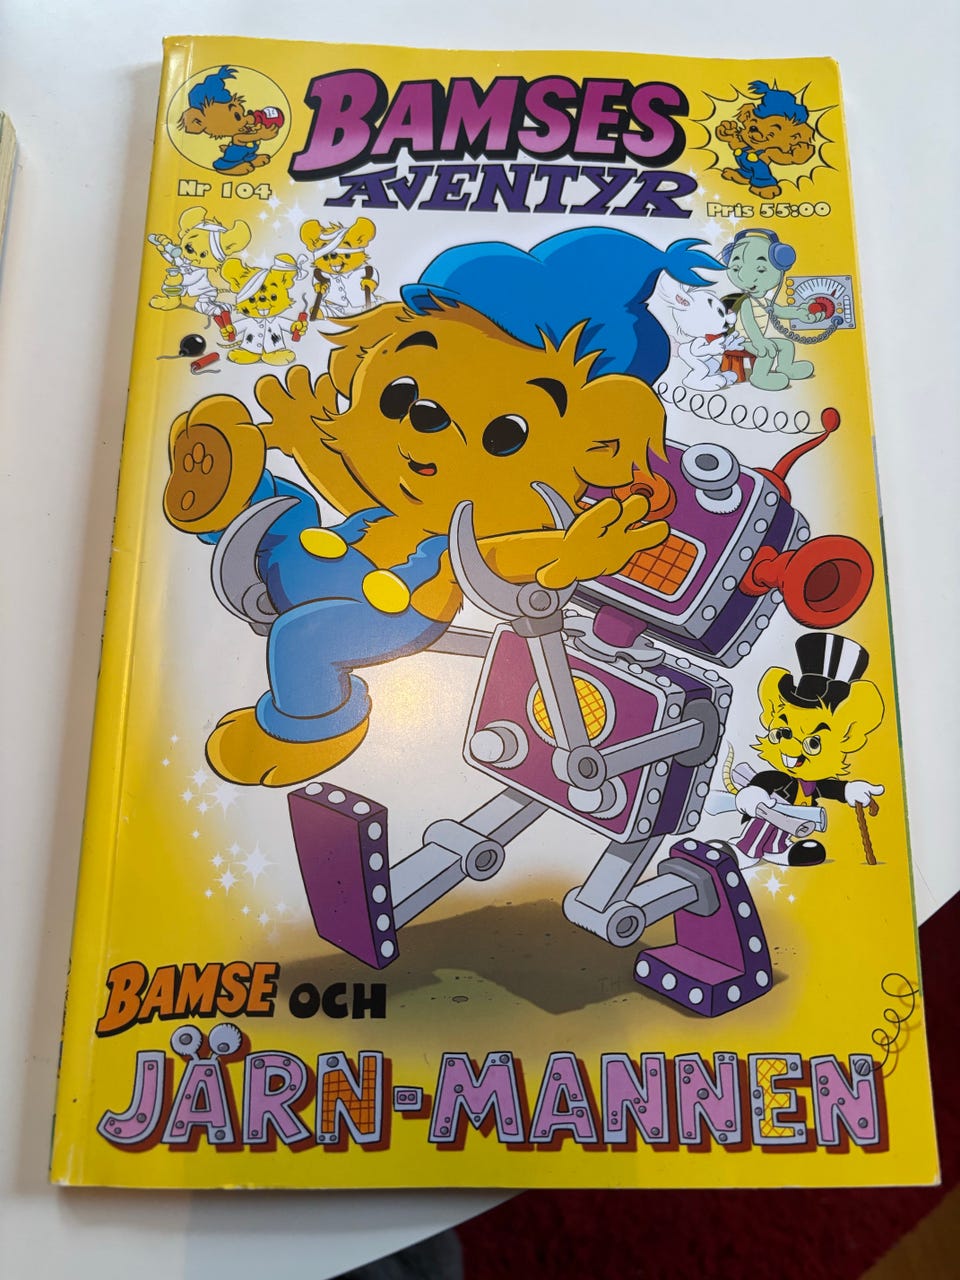 BAMSES
ÄVENTYR
Nr 104
Pris 55:00
BAMSE OCH
JÄRN-MANNEN